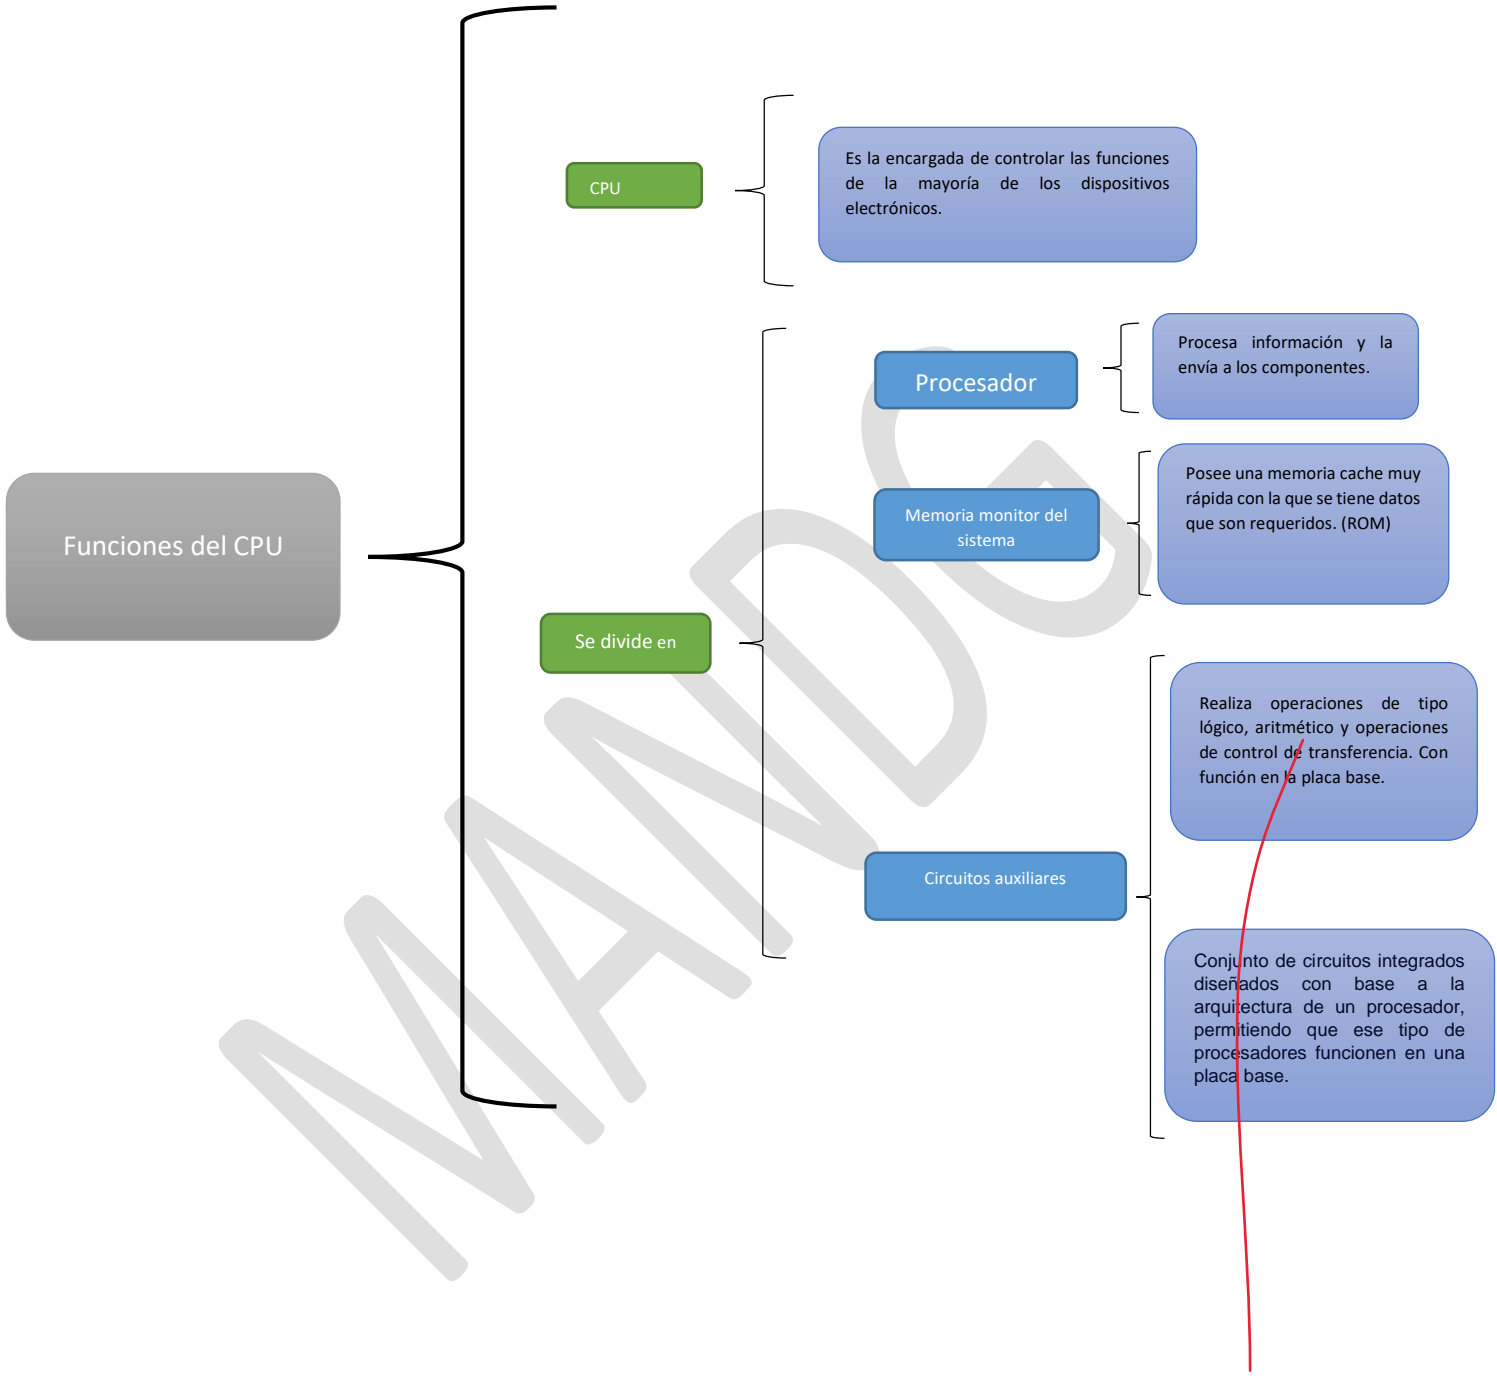 Funciones del CPU
CPU
Es la encargada de controlar las funciones
de la mayoría de los dispositivos
electrónicos.
Se divide en
Procesador
Procesa información y la
envía a los componentes.
Memoria monitor del
sistema
Posee una memoria cache muy
rápida con la que se tiene datos
que son requeridos. (ROM)
Circuitos auxiliares
Realiza operaciones de tipo
lógico, aritmético y operaciones
de control de transferencia. Con
función en la placa base.
Conjunto de circuitos integrados
diseñados con base a la
arquitectura de un procesador,
permitiendo que ese tipo de
procesadores funcionen en una
placa base.
MANDG